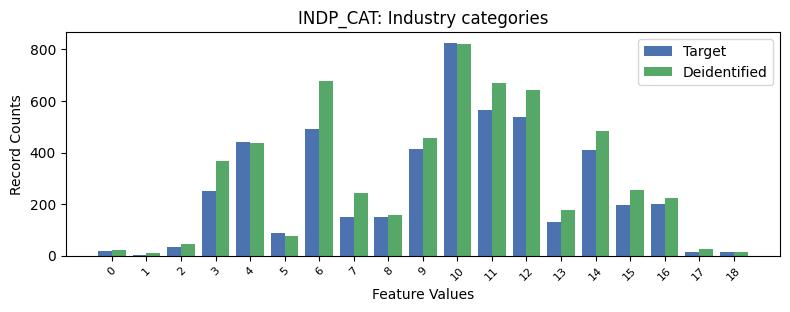 INDP_CAT: Industry categories
Target
Deidentified
800
600
400
200
0
Record Counts
0 1 2 3 4 5 6 7 8 9 10 11 12 13 14 15 16 17 18
Feature Values